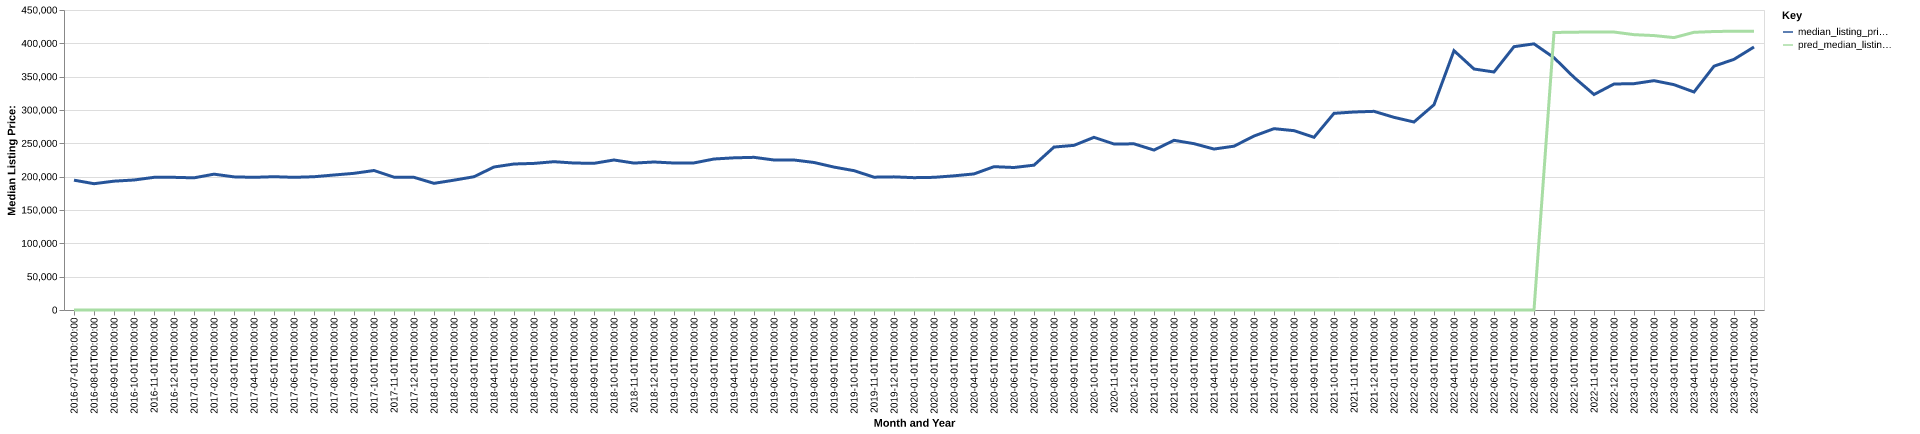 450,000
400,000
350,000
300,000
250,000
200,000
150,000
100,000
50,000
0
Median Listing Price:
2016-07-01T00:00:00
2016-08-01T00:00:00
2016-09-01T00:00:00
2016-10-01T00:00:00
2016-11-01T00:00:00
2016-12-01T00:00:00
2017-01-01T00:00:00
2017-02-01T00:00:00
2017-03-01T00:00:00
2017-04-01T00:00:00
2017-05-01T00:00:00
2017-06-01T00:00:00
2017-07-01T00:00:00
2017-08-01T00:00:00
2017-09-01T00:00:00
2017-10-01T00:00:00
2017-11-01T00:00:00
2017-12-01T00:00:00
2018-01-01T00:00:00
2018-02-01T00:00:00
2018-03-01T00:00:00
2018-04-01T00:00:00
2018-05-01T00:00:00
2018-06-01T00:00:00
2018-07-01T00:00:00
2018-08-01T00:00:00
2018-09-01T00:00:00
2018-10-01T00:00:00
2018-11-01T00:00:00
2018-12-01T00:00:00
2019-01-01T00:00:00
2019-02-01T00:00:00
2019-03-01T00:00:00
2019-04-01T00:00:00
2019-05-01T00:00:00
2019-06-01T00:00:00
2019-07-01T00:00:00
2019-08-01T00:00:00
2019-09-01T00:00:00
2019-10-01T00:00:00
2019-11-01T00:00:00
2019-12-01T00:00:00
2020-01-01T00:00:00
2020-02-01T00:00:00
2020-03-01T00:00:00
2020-04-01T00:00:00
2020-05-01T00:00:00
2020-06-01T00:00:00
2020-07-01T00:00:00
2020-08-01T00:00:00
2020-09-01T00:00:00
2020-10-01T00:00:00
2020-11-01T00:00:00
2020-12-01T00:00:00
2021-01-01T00:00:00
2021-02-01T00:00:00
2021-03-01T00:00:00
2021-04-01T00:00:00
2021-05-01T00:00:00
2021-06-01T00:00:00
2021-07-01T00:00:00
2021-08-01T00:00:00
2021-09-01T00:00:00
2021-10-01T00:00:00
2021-11-01T00:00:00
2021-12-01T00:00:00
2022-01-01T00:00:00
2022-02-01T00:00:00
2022-03-01T00:00:00
2022-04-01T00:00:00
2022-05-01T00:00:00
2022-06-01T00:00:00
2022-07-01T00:00:00
2022-08-01T00:00:00
2022-09-01T00:00:00
2022-10-01T00:00:00
2022-11-01T00:00:00
2022-12-01T00:00:00
2023-01-01T00:00:00
2023-02-01T00:00:00
2023-03-01T00:00:00
2023-04-01T00:00:00
2023-05-01T00:00:00
2023-06-01T00:00:00
2023-07-01T00:00:00
Month and Year
Key
median_listing_pri…
pred_median_listin…